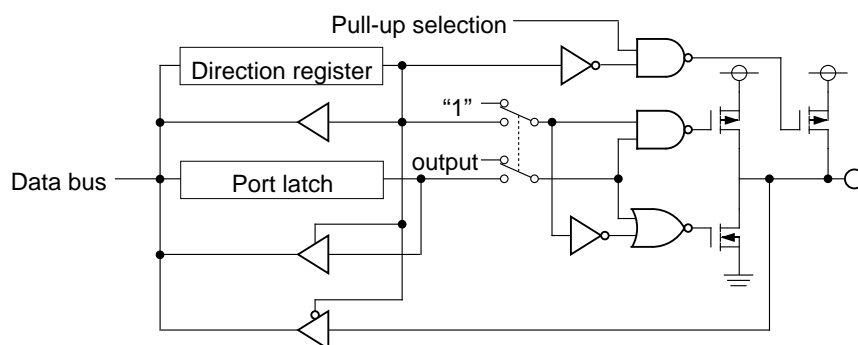 Pull-up selection
Direction register
“1”
output
Data bus
Port latch